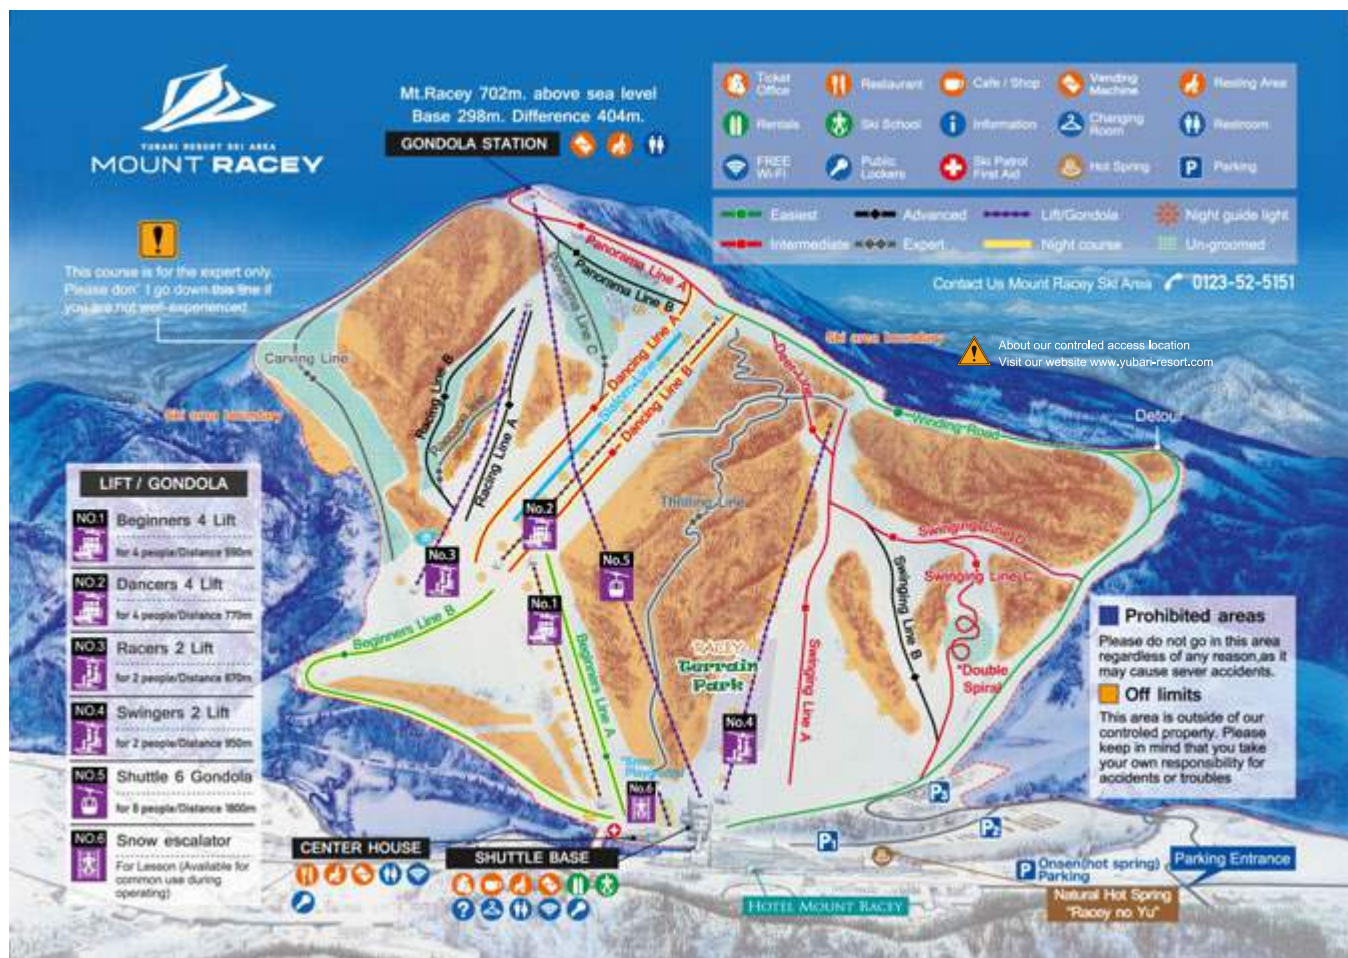 YUBARI RESORT SKI AREA
MOUNT RACEY
Mt.Racey 702m. above sea level
Base 298m. Difference 404m.
GONDOLA STATION
Ticket Office
Restaurant
Cafe / Shop
Vending Machine
Resting Area
Rentals
Ski School
Information
Changing Room
Restroom
FREE Wi-Fi
Public Lockers
Ski Patrol First Aid
Hot Spring
P Parking
Easiest
Advanced
Lift/Gondola
Night guide light
Intermediate
Expert
Night course
Un-groomed
Contact Us Mount Racey Ski Area 0123-52-5151
This course is for the expert only.
Please don' t go down this line if
you are not well-experienced
About our controled access location
Visit our website www.yubari-resort.com
Ski area boundary
Ski area boundary
Carving Line
Panorama Line A
Panorama Line B
Panorama Line C
Racing Line B
Racing Line A
Dancing Line A
Dancing Line B
Deer Line
Winding Road
Detour
Thrilling Line
Swinging Line C
Swinging Line B
Swinging Line A
"Double
Spiral"
Beginners Line B
Beginners Line A
RACEY
Terrain
Park
No.1
No.2
No.3
No.4
No.5
No.6
LIFT / GONDOLA
NO.1 Beginners 4 Lift
for 4 people/Distance 590m
NO.2 Dancers 4 Lift
for 4 people/Distance 770m
NO.3 Racers 2 Lift
for 2 people/Distance 870m
NO.4 Swingers 2 Lift
for 2 people/Distance 950m
NO.5 Shuttle 6 Gondola
for 8 people/Distance 1800m
NO.6 Snow escalator
For Lesson (Available for
common use during
operating)
Prohibited areas
Please do not go in this area
regardless of any reason,as it
may cause sever accidents.
Off limits
This area is outside of our
controled property. Please
keep in mind that you take
your own responsibility for
accidents or troubles
CENTER HOUSE
SHUTTLE BASE
HOTEL MOUNT RACEY
P1
P2
P3
P Onsen(hot spring)
Parking
Parking Entrance
Natural Hot Spring
"Racey no Yu"